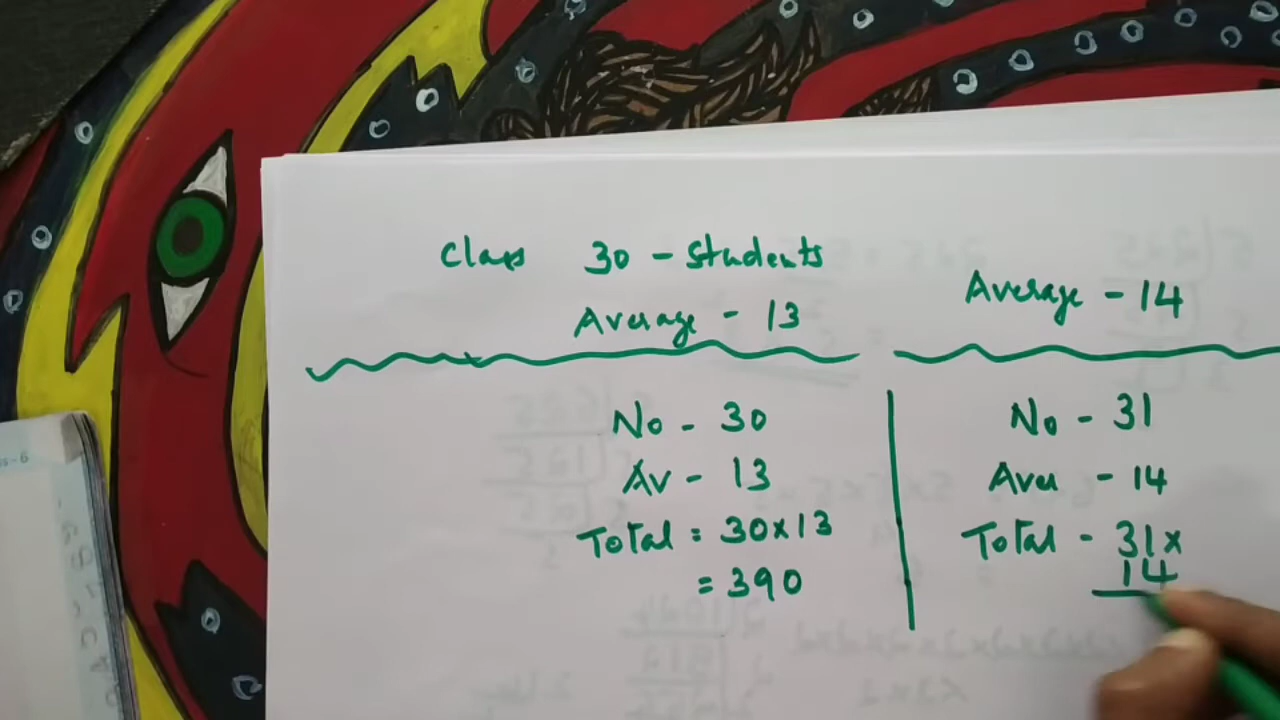 Class 30 - Students
Average - 13
Average - 14
No - 30
Av - 13
Total = 30x13
= 390
No - 31
Aver - 14
Total - 31x
14